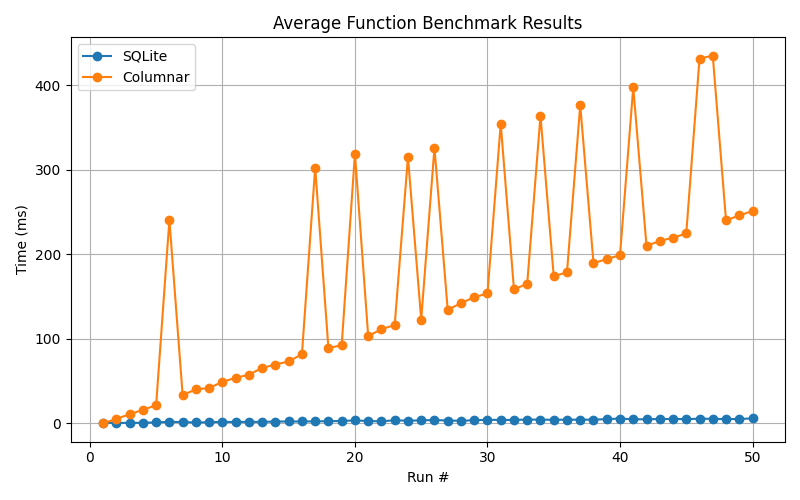 Average Function Benchmark Results
SQLite
Columnar
Time (ms)
400
300
200
100
0
0 10 20 30 40 50
Run #